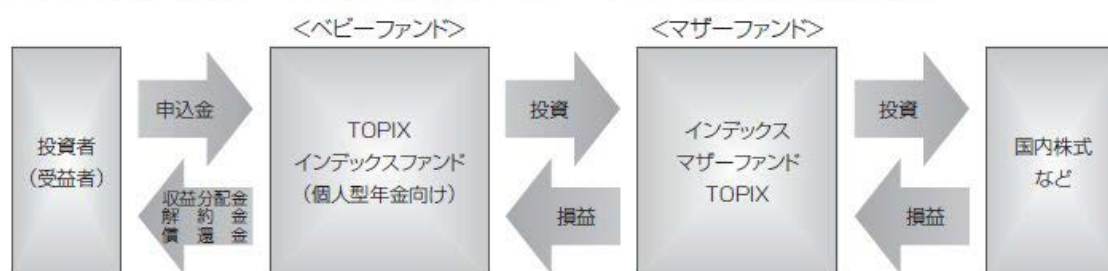 <ベビーファンド>
<マザーファンド>
投資者
(受益者)
申込金
収益分配金
解約金
償還金
TOPIX
インデックスファンド
(個人型年金向け)
投資
損益
インデックス
マザーファンド
TOPIX
投資
損益
国内株式
など